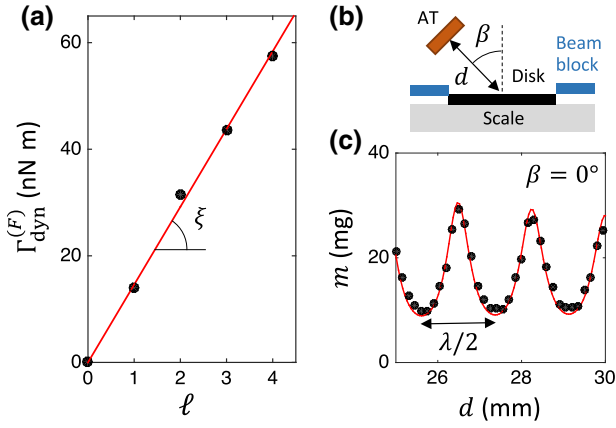 (a)
Γ_dyn^(F) (nN m)
60
40
20
0
ξ
0 1 2 3 4
ℓ
(b)
AT
β
d
Disk
Beam
block
Scale
(c)
m (mg)
40
20
0
β = 0°
λ/2
26 28 30
d (mm)